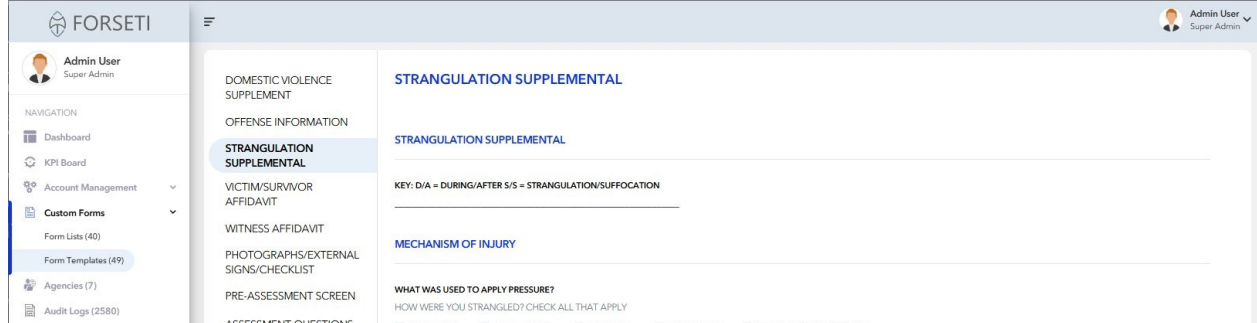 FORSETI
Admin User
Super Admin
Admin User
Super Admin
NAVIGATION
Dashboard
KPI Board
Account Management
Custom Forms
Form Lists (40)
Form Templates (49)
Agencies (7)
Audit Logs (2580)
DOMESTIC VIOLENCE
SUPPLEMENT
OFFENSE INFORMATION
STRANGULATION
SUPPLEMENTAL
VICTIM/SURVIVOR
AFFIDAVIT
WITNESS AFFIDAVIT
PHOTOGRAPHS/EXTERNAL
SIGNS/CHECKLIST
PRE-ASSESSMENT SCREEN
ASSESSMENT QUESTIONS
STRANGULATION SUPPLEMENTAL
STRANGULATION SUPPLEMENTAL
KEY: D/A = DURING/AFTER S/S = STRANGULATION/SUFFOCATION
MECHANISM OF INJURY
WHAT WAS USED TO APPLY PRESSURE?
HOW WERE YOU STRANGLED? CHECK ALL THAT APPLY